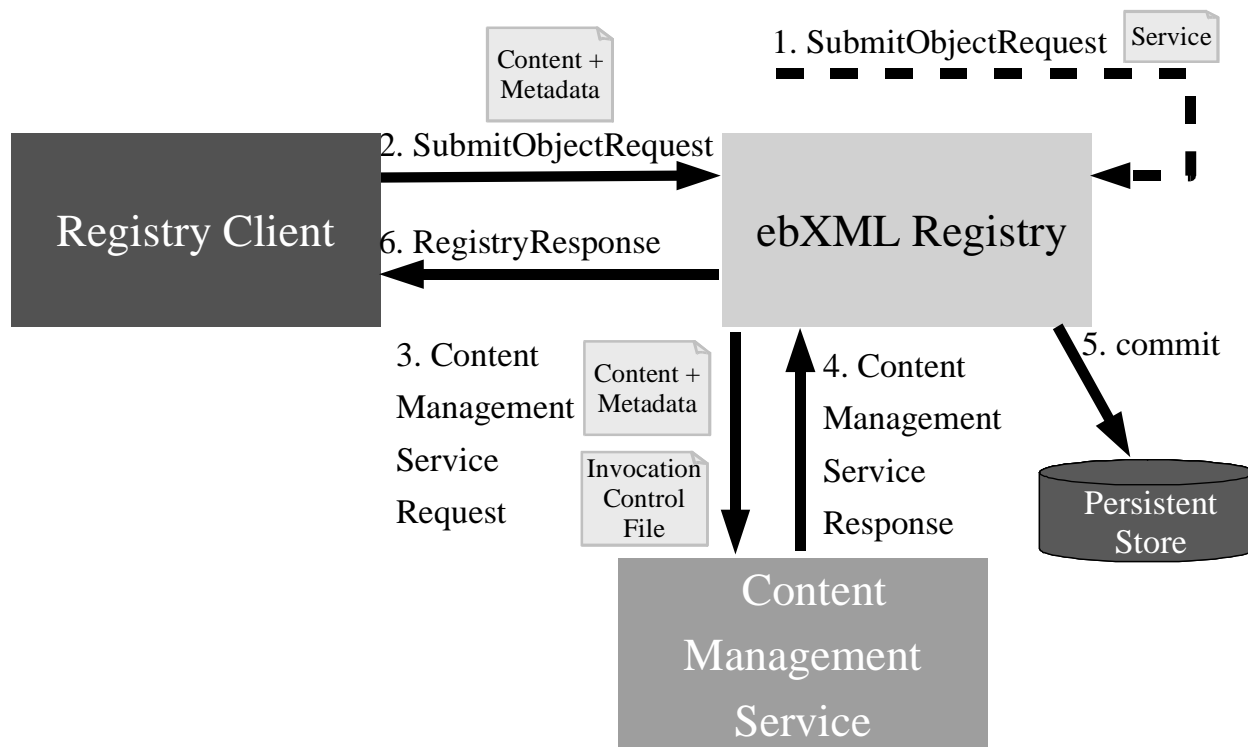 1. SubmitObjectRequest
Service
Content +
Metadata
2. SubmitObjectRequest
Registry Client
ebXML Registry
6. RegistryResponse
3. Content
Management
Service
Request
Content +
Metadata
Invocation
Control
File
4. Content
Management
Service
Response
5. commit
Persistent
Store
Content
Management
Service